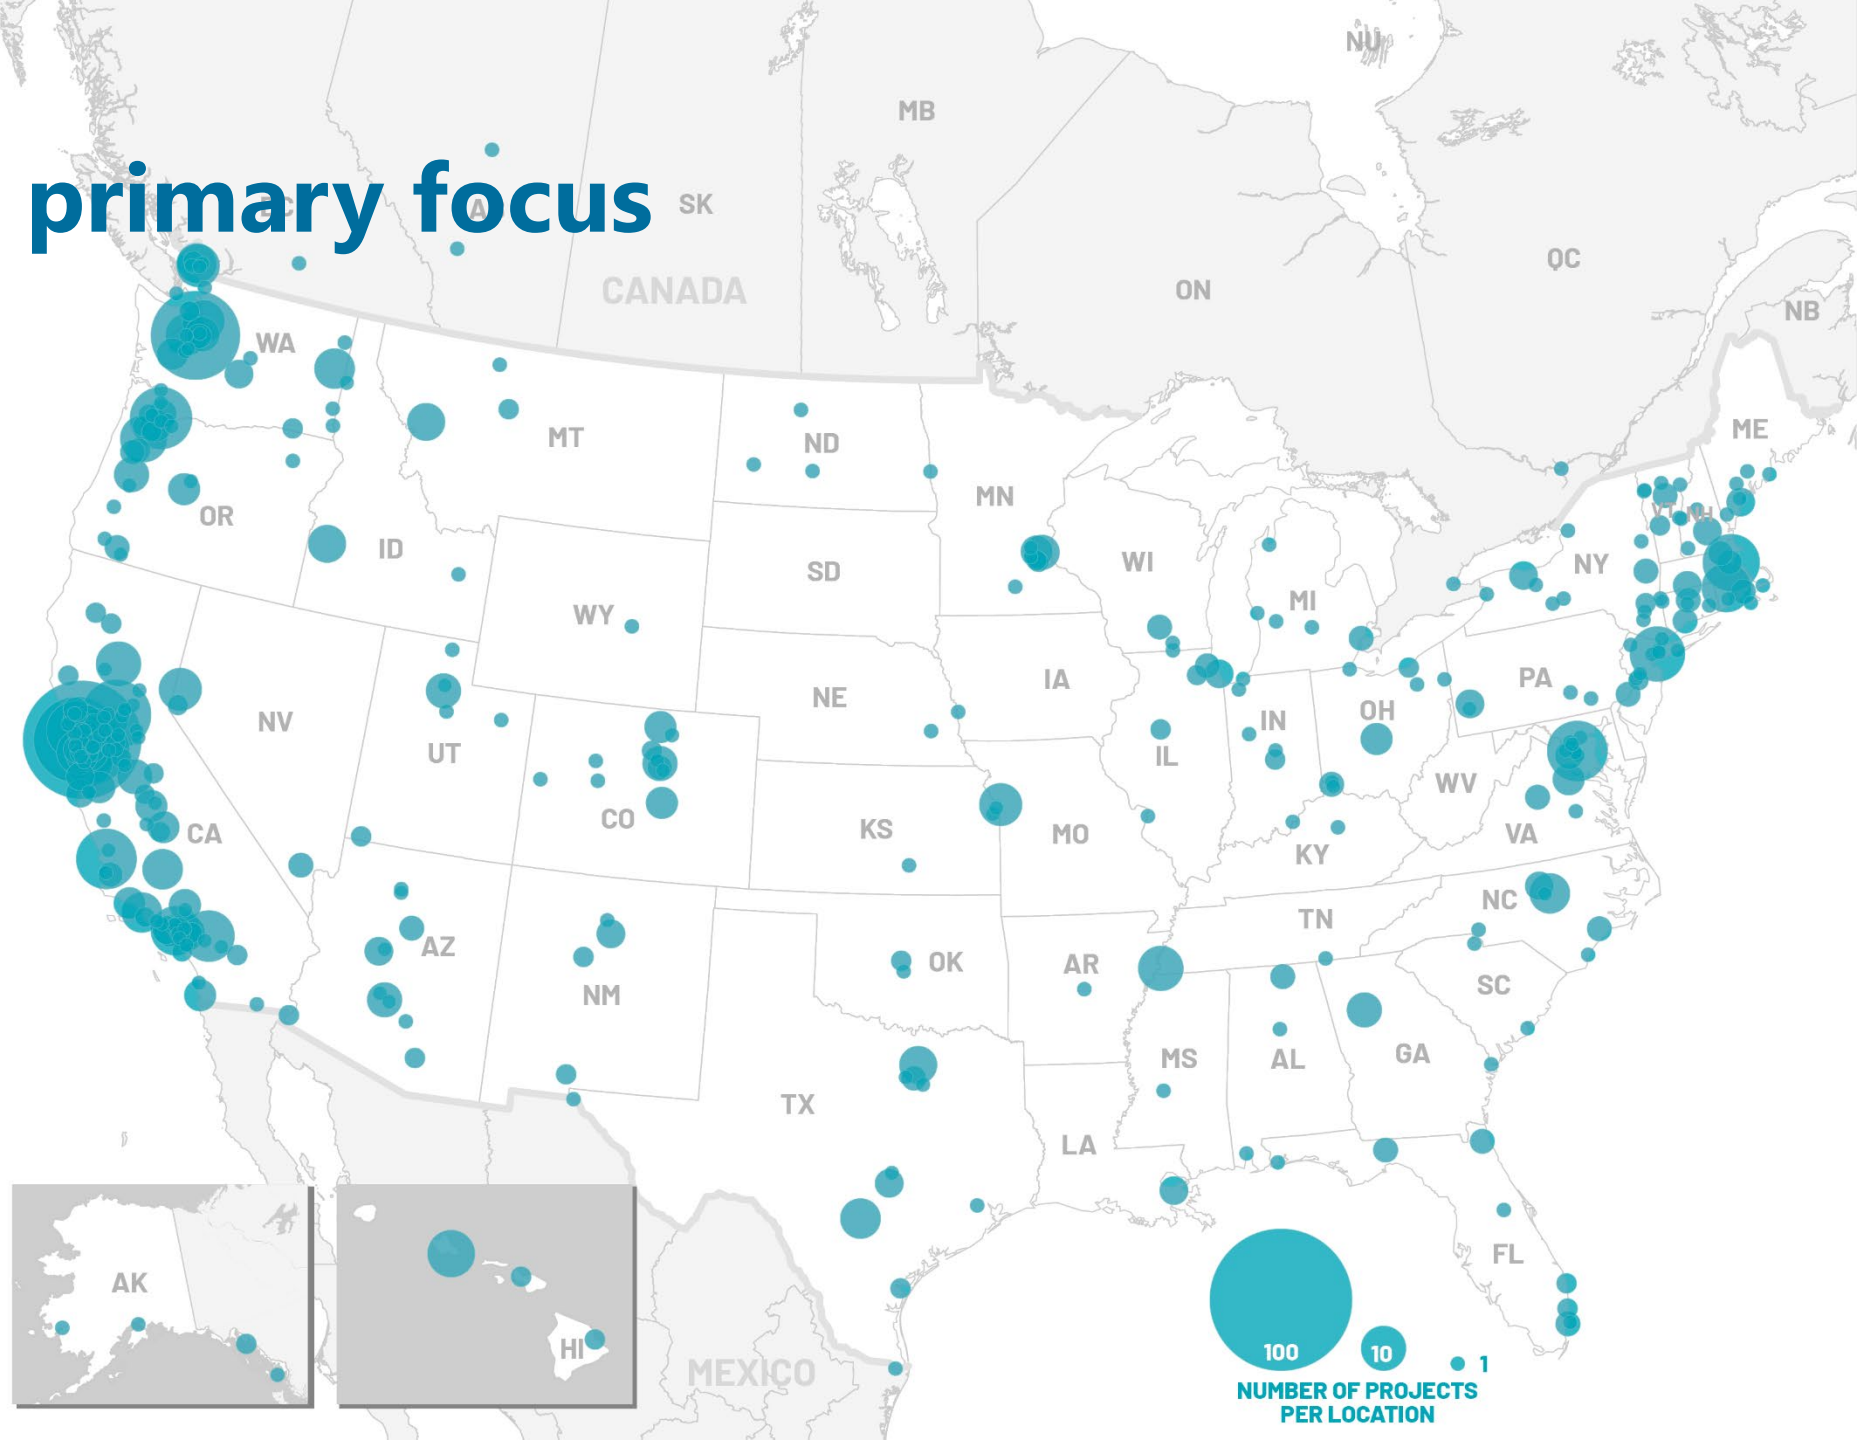 NU
MB
primary focus
BC
A
SK
QC
CANADA
ON
NB
WA
ME
MT
ND
MN
OR
VT
NH
ID
WI
NY
SD
MI
WY
IA
PA
NE
OH
NV
IN
UT
IL
WV
CO
KS
MO
CA
VA
KY
NC
TN
AZ
OK
AR
NM
SC
GA
MS
AL
TX
LA
FL
AK
HI
MEXICO
100
10
1
NUMBER OF PROJECTS
PER LOCATION